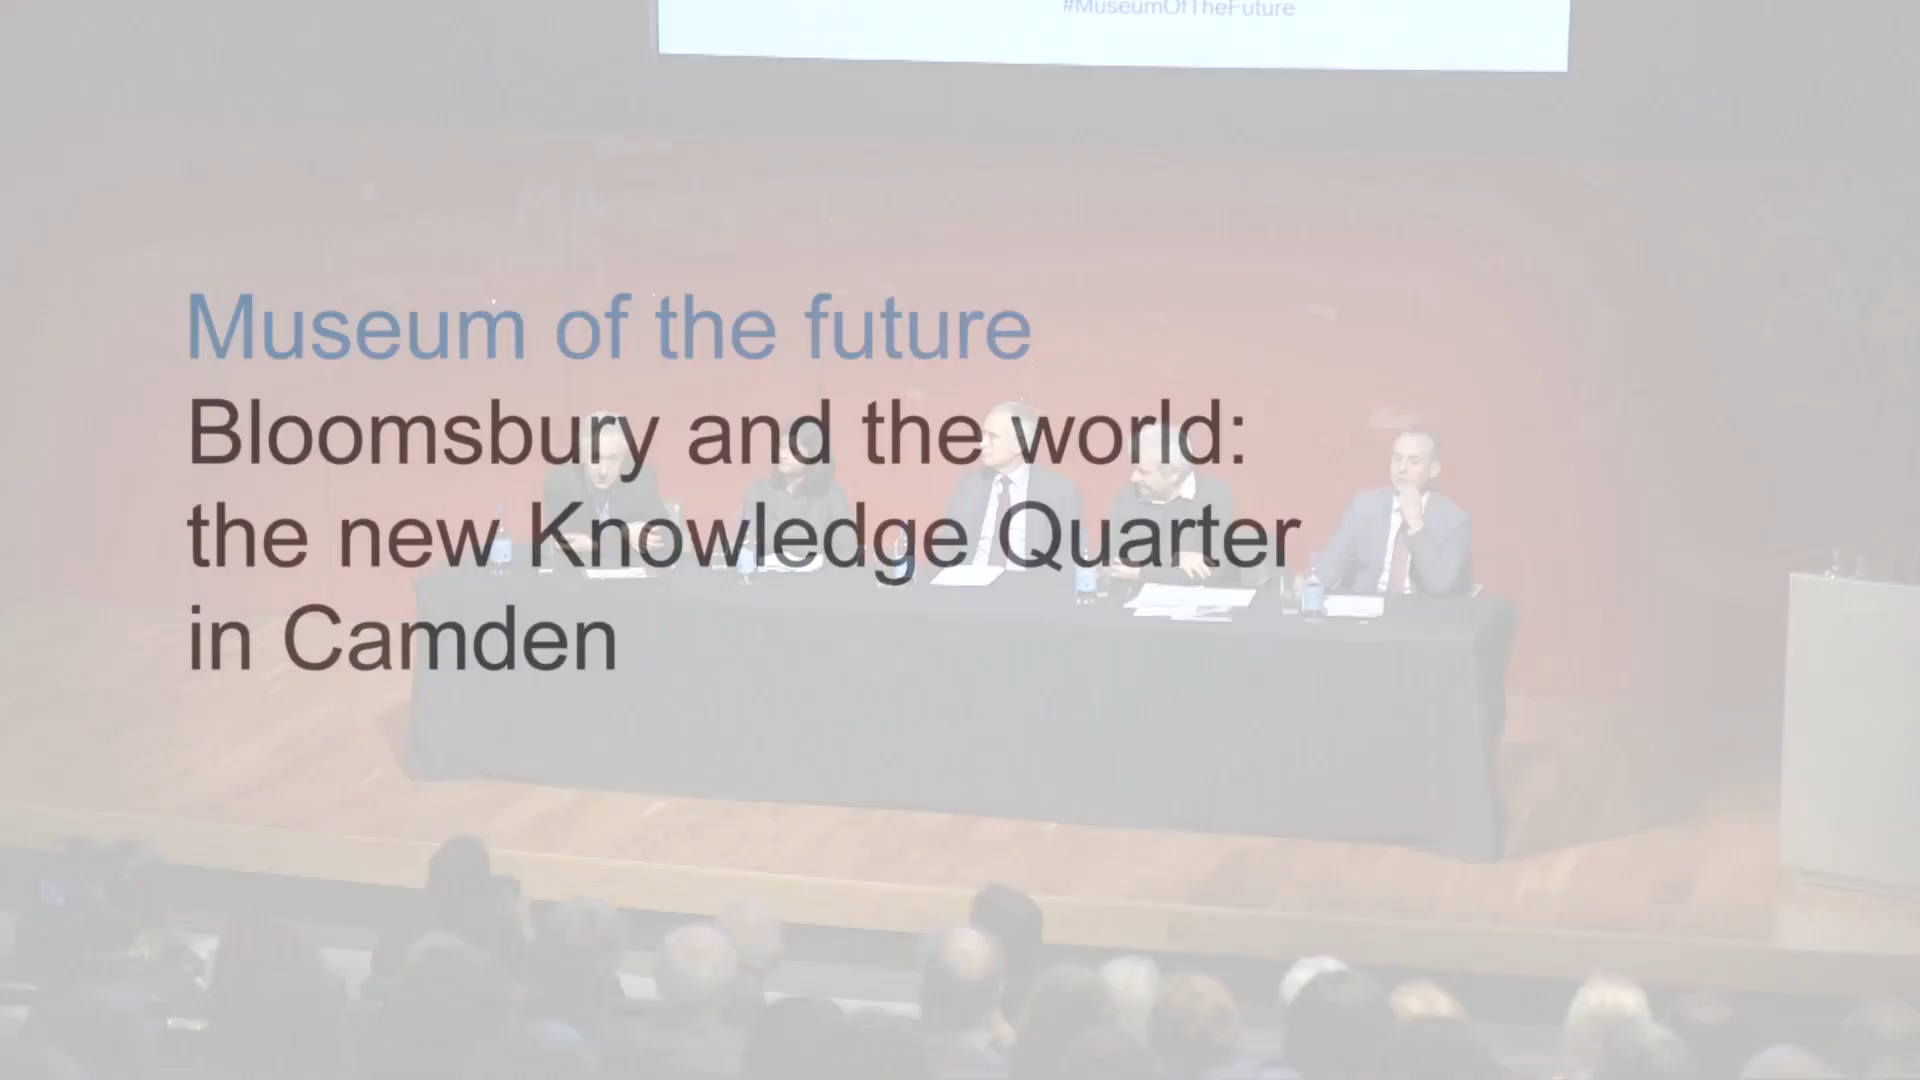 #MuseumOfTheFuture
Museum of the future
Bloomsbury and the world:
the new Knowledge Quarter
in Camden